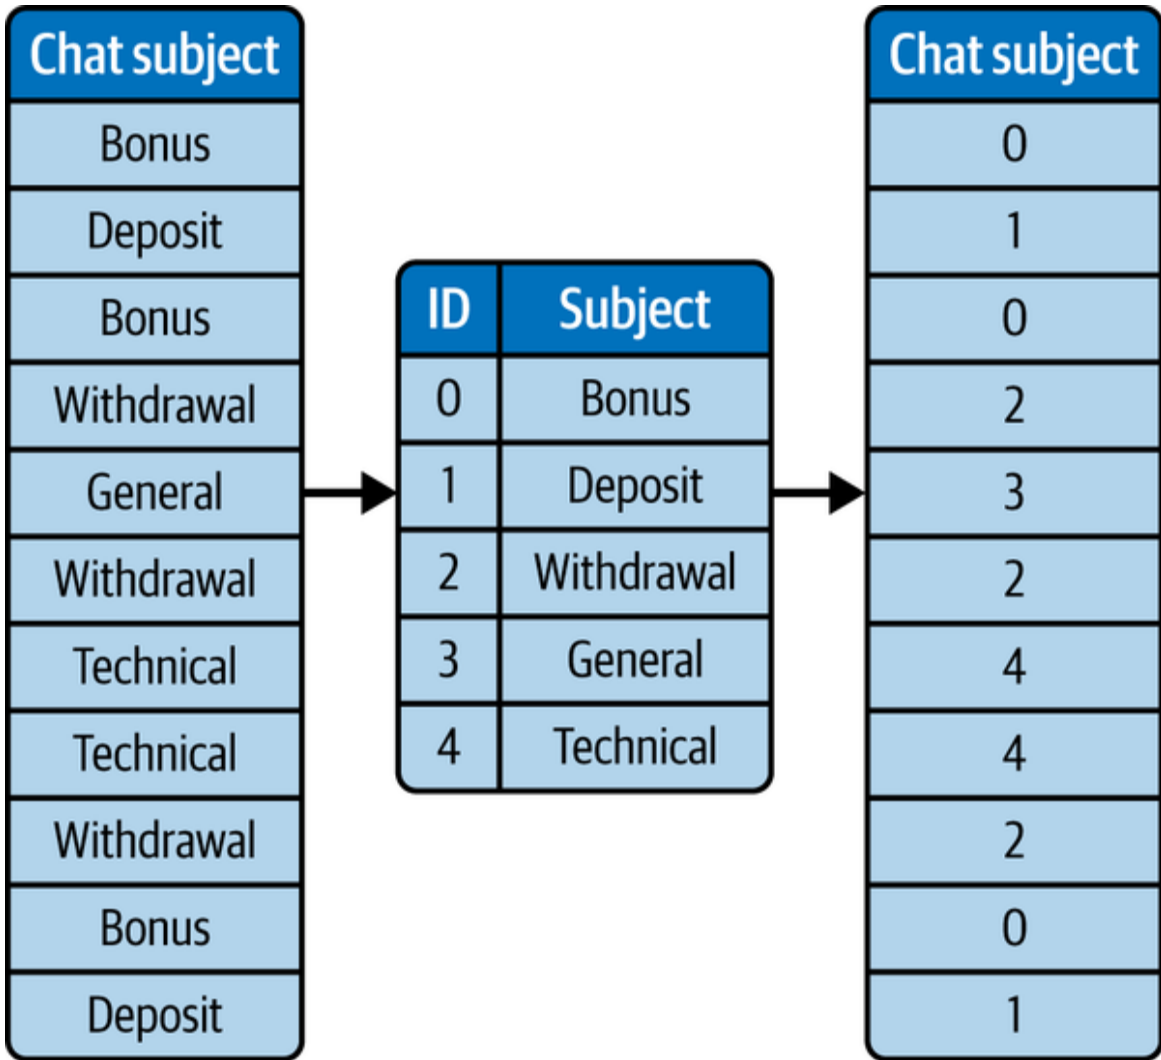 Chat subject
Bonus
Deposit
Bonus
Withdrawal
General
Withdrawal
Technical
Technical
Withdrawal
Bonus
Deposit
ID Subject
0 Bonus
1 Deposit
2 Withdrawal
3 General
4 Technical
Chat subject
0
1
0
2
3
2
4
4
2
0
1